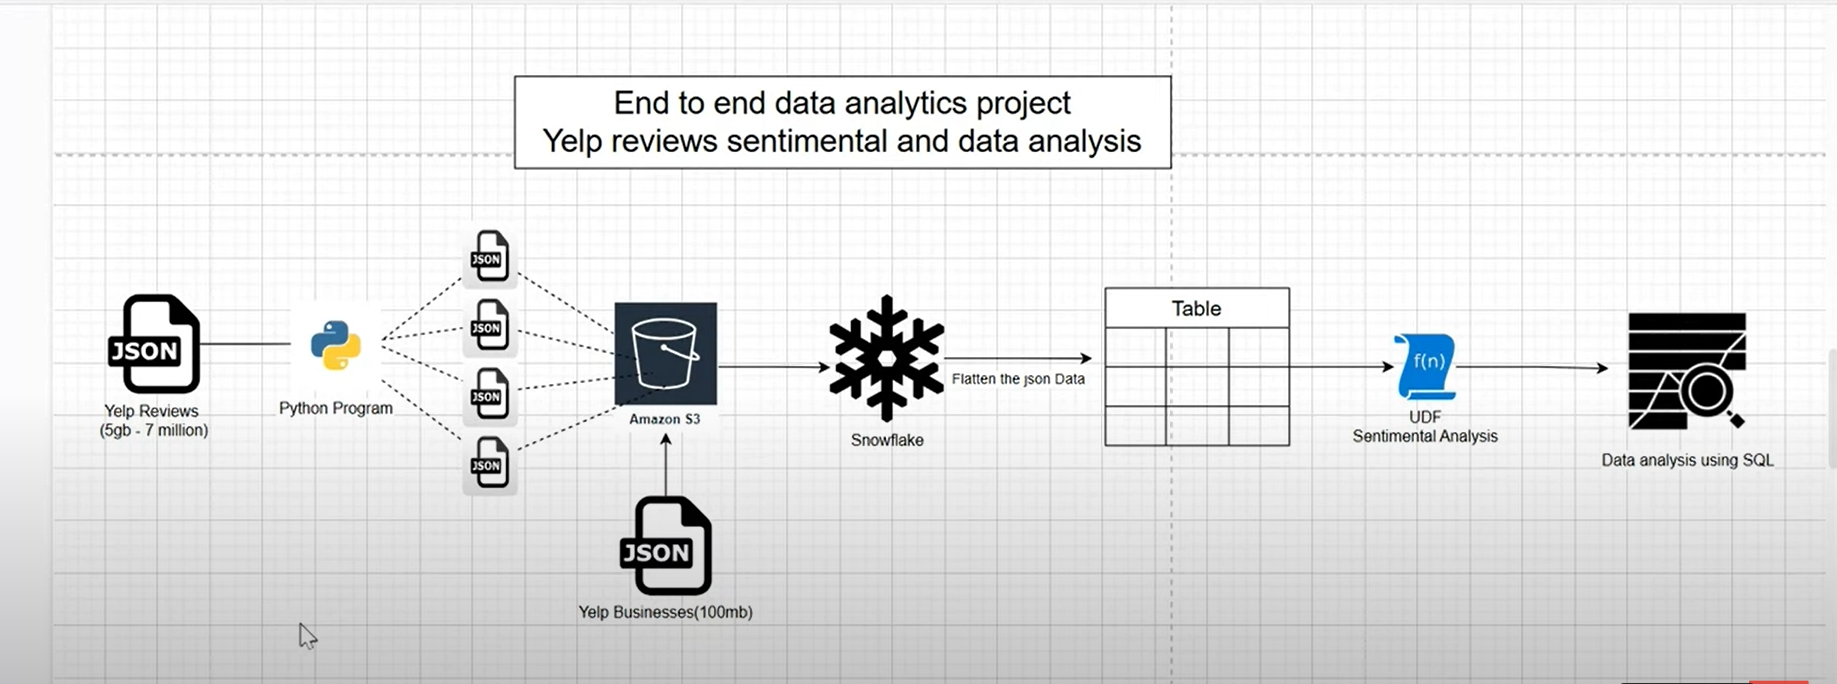 End to end data analytics project
Yelp reviews sentimental and data analysis
JSON
Yelp Reviews
(5gb - 7 million)
Python Program
JSON
JSON
JSON
JSON
Amazon S3
JSON
Yelp Businesses(100mb)
Snowflake
Flatten the json Data
Table
f(n)
UDF
Sentimental Analysis
Data analysis using SQL